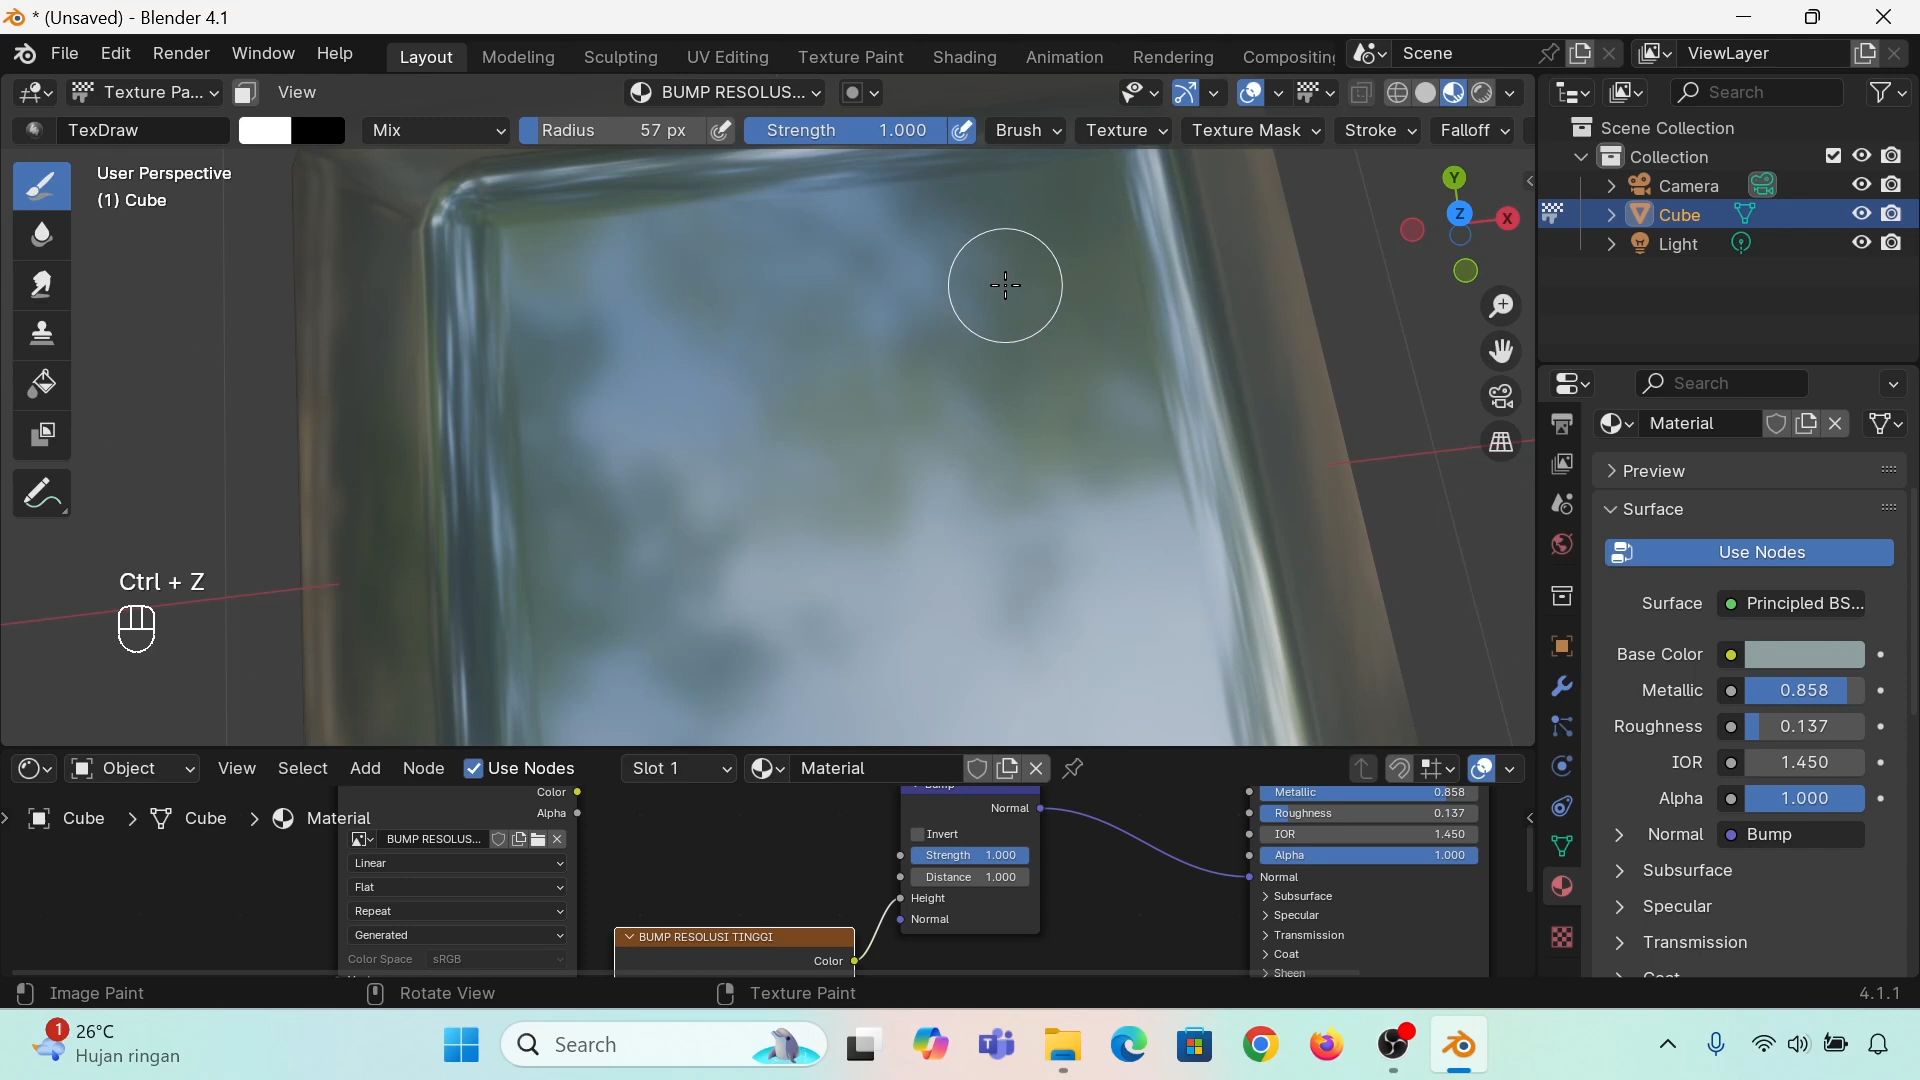 * (Unsaved) - Blender 4.1
File Edit Render Window Help
Layout Modeling Sculpting UV Editing Texture Paint Shading Animation Rendering Compositing
Scene
ViewLayer
Texture Pa... View
BUMP RESOLUS...
Search
TexDraw Mix Radius 57 px Strength 1.000 Brush Texture Texture Mask Stroke Falloff
Scene Collection
Collection
Camera
Cube
Light
User Perspective
(1) Cube
Y
Z
X
Ctrl + Z
Search
Material
Preview
Surface
Use Nodes
Surface Principled BS...
Base Color
Metallic 0.858
Roughness 0.137
IOR 1.450
Alpha 1.000
Normal Bump
Subsurface
Specular
Transmission
Coat
Object View Select Add Node Use Nodes Slot 1 Material
Cube Cube Material
Color
Alpha
BUMP RESOLUS...
Linear
Flat
Repeat
Generated
Color Space sRGB
BUMP RESOLUSI TINGGI
Color
Bump
Normal
Invert
Strength 1.000
Distance 1.000
Height
Normal
Metallic 0.858
Roughness 0.137
IOR 1.450
Alpha 1.000
Normal
Subsurface
Specular
Transmission
Coat
Sheen
Image Paint Rotate View Texture Paint 4.1.1
1
26°C
Hujan ringan
Search